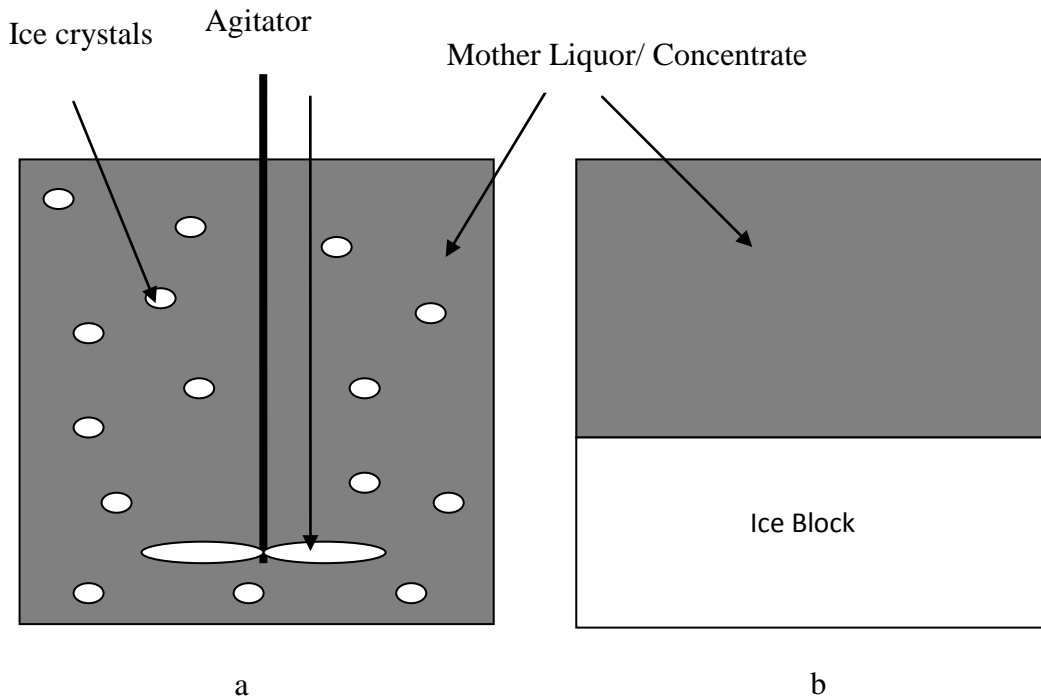 Ice crystals
Agitator
Mother Liquor/ Concentrate
Ice Block
a
b